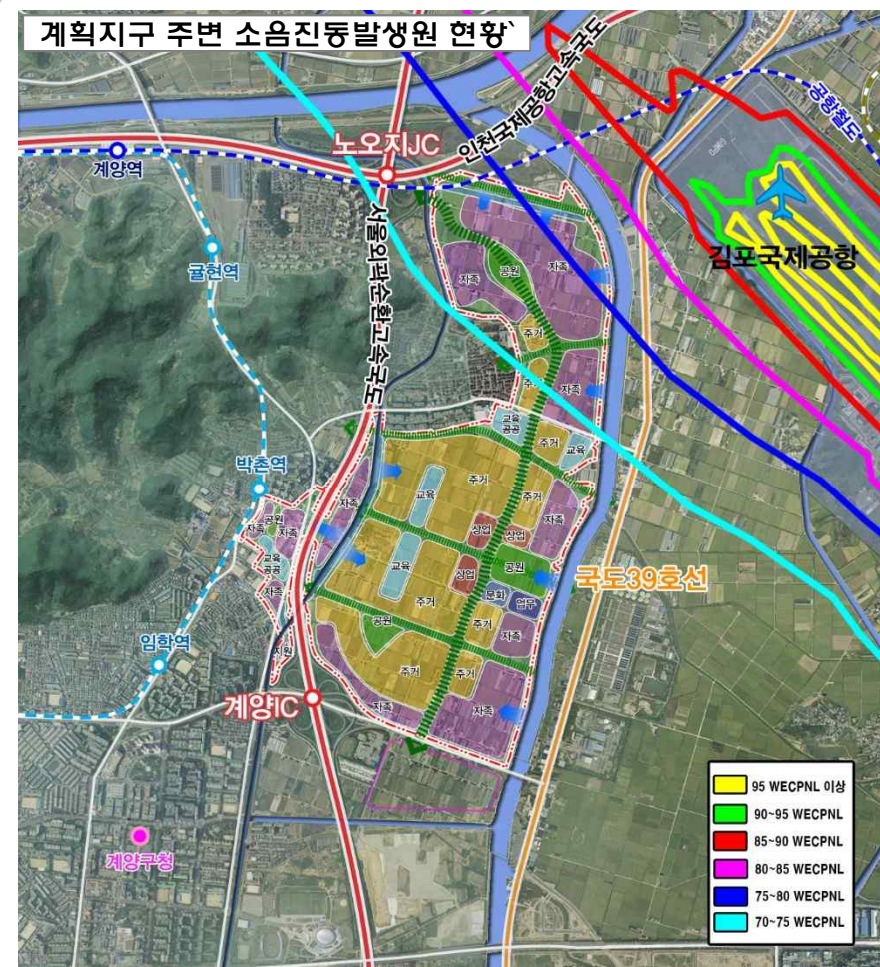 계획지구 주변 소음진동발생원 현황`
인천국제공항고속국도
공항철도
노오지JC
계양역
귤현역
서울외곽순환고속국도
김포국제공항
자족
공원
자족
주거
주거
자족
교육
공공
주거
교육
박촌역
자족
교육
주거
주거
자족
자족
공원
자족
상업
상업
교육
공공
교육
상업
공원
국도39호선
자족
주거
문화
업무
임학역
공원
주거
자족
지원
주거
주거
계양IC
자족
자족
계양구청
95 WECPNL 이상
90~95 WECPNL
85~90 WECPNL
80~85 WECPNL
75~80 WECPNL
70~75 WECPNL